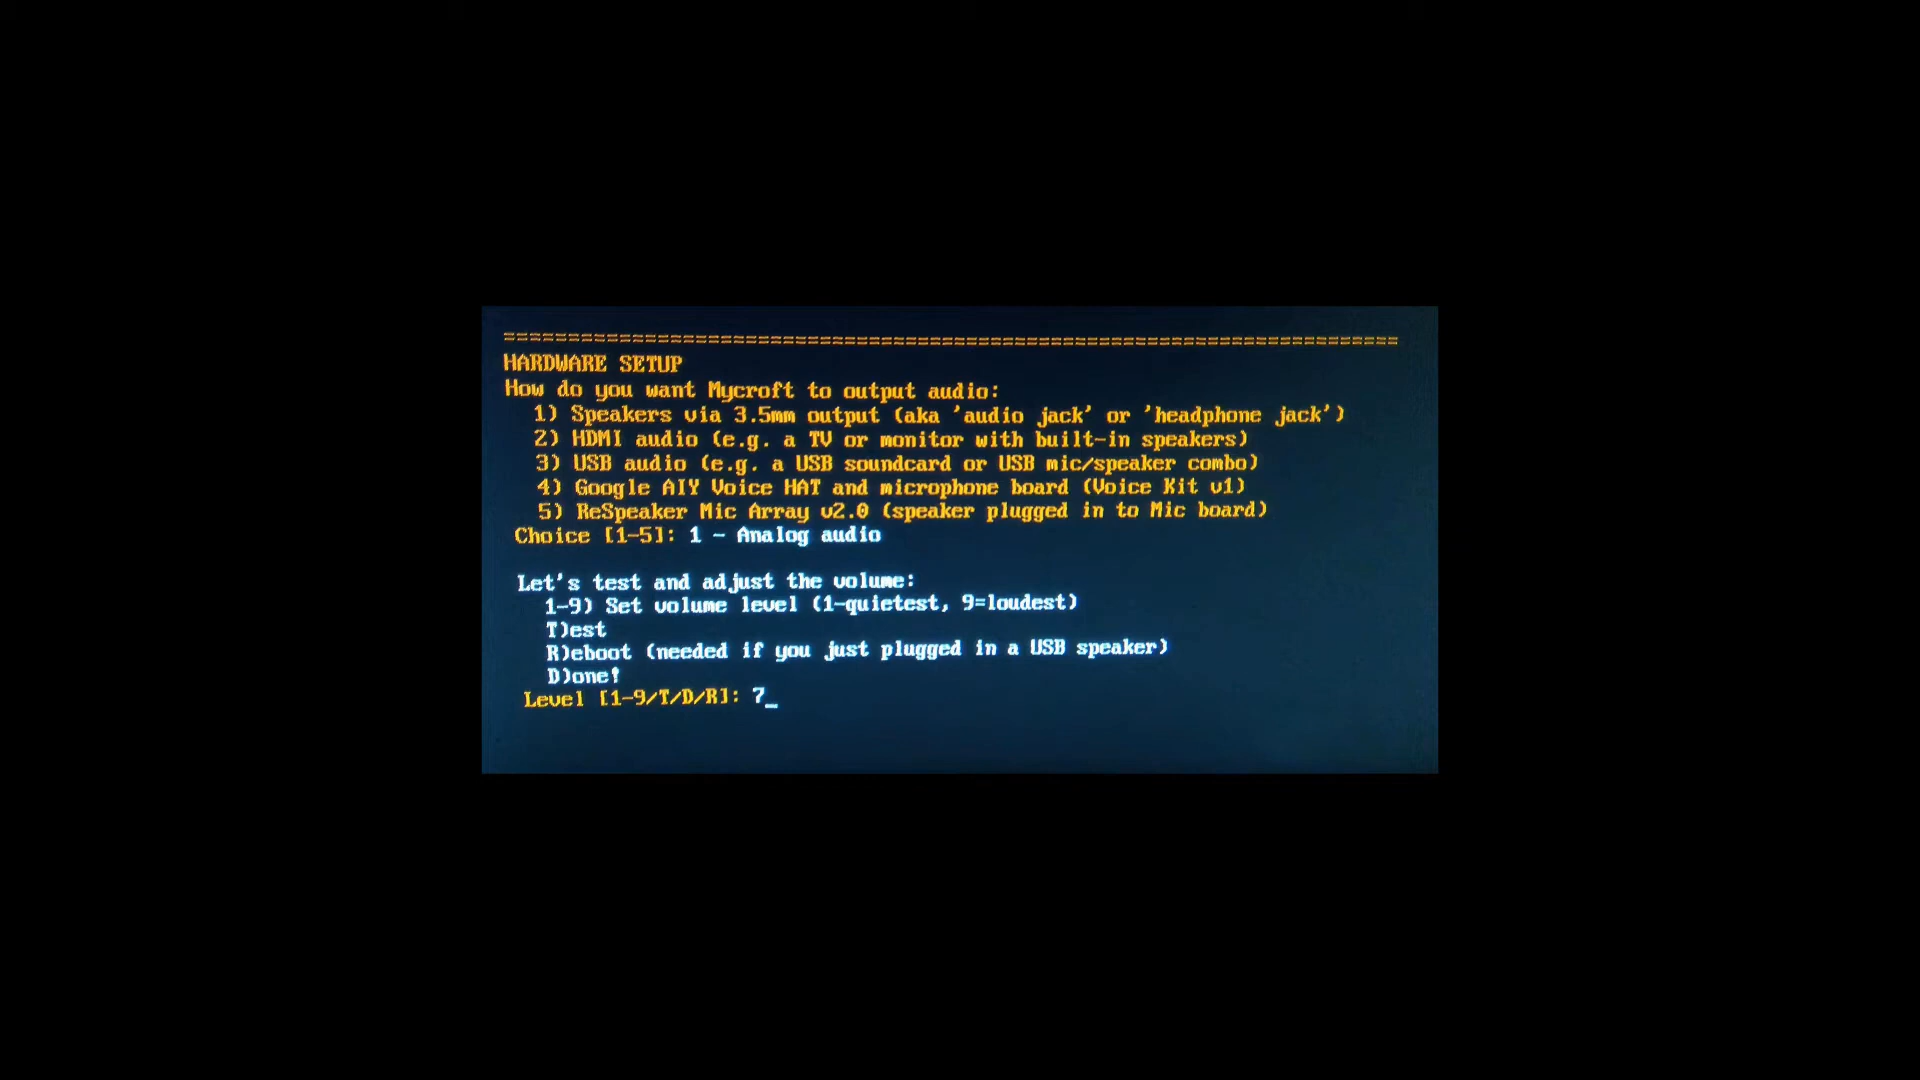 ======================================================================
HARDWARE SETUP
How do you want Mycroft to output audio:
1) Speakers via 3.5mm output (aka 'audio jack' or 'headphone jack')
2) HDMI audio (e.g. a TV or monitor with built-in speakers)
3) USB audio (e.g. a USB soundcard or USB mic/speaker combo)
4) Google AIY Voice HAT and microphone board (Voice Kit v1)
5) ReSpeaker Mic Array v2.0 (speaker plugged in to Mic board)
Choice [1-5]: 1 - Analog audio
Let's test and adjust the volume:
1-9) Set volume level (1-quietest, 9=loudest)
T)est
R)eboot (needed if you just plugged in a USB speaker)
D)one!
Level [1-9/T/D/R]: 7_